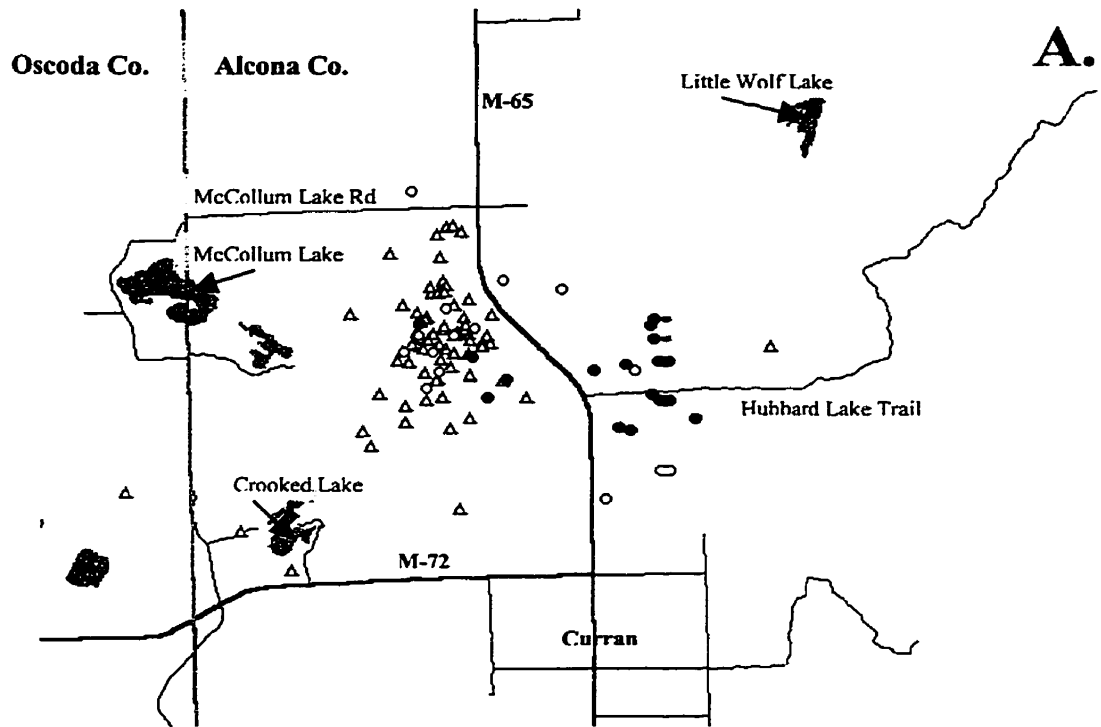 Oscoda Co.
Alcona Co.
A.
Little Wolf Lake
M-65
McCollum Lake Rd
McCollum Lake
Hubbard Lake Trail
Crooked Lake
M-72
Curran